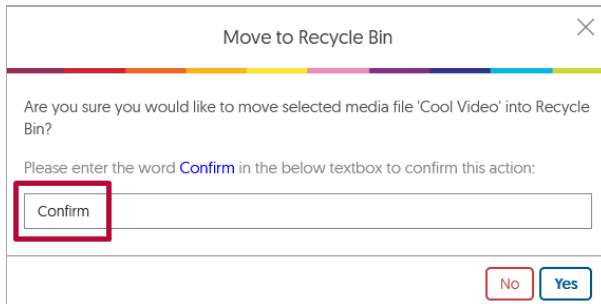 Move to Recycle Bin
Are you sure you would like to move selected media file 'Cool Video' into Recycle
Bin?
Please enter the word Confirm in the below textbox to confirm this action:
Confirm
No Yes